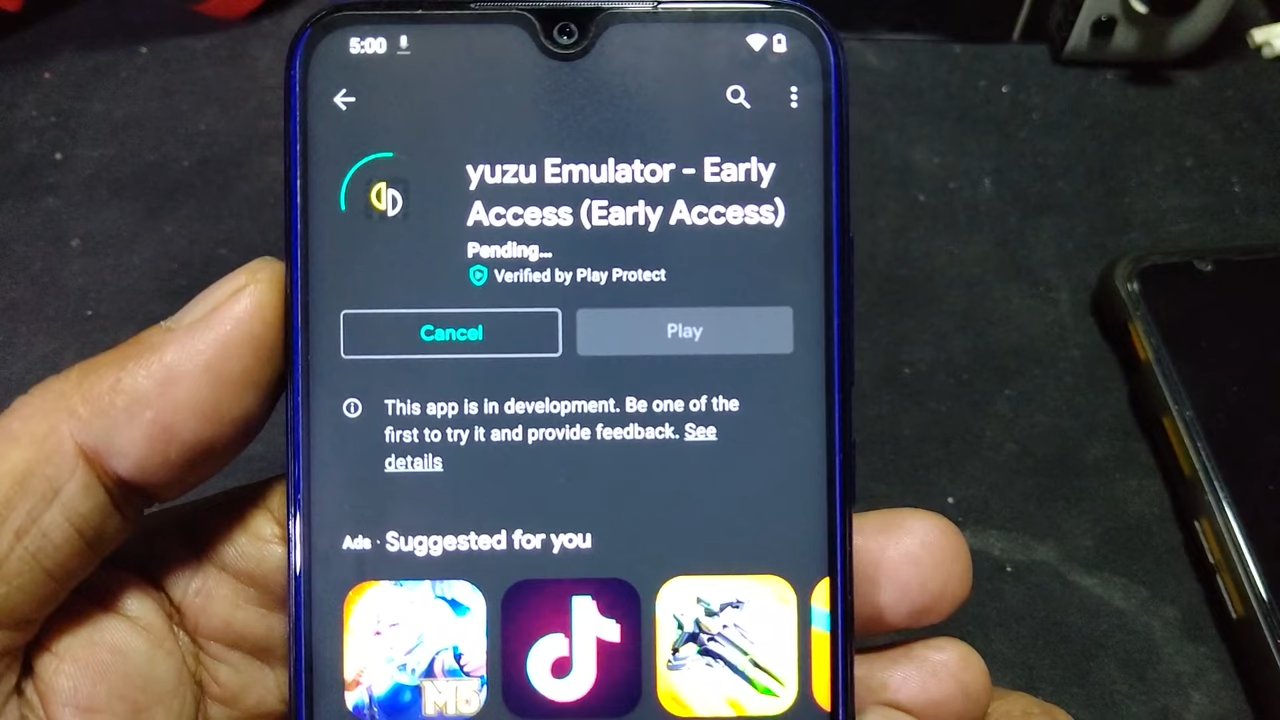 5:00
yuzu Emulator - Early
Access (Early Access)
Pending...
Verified by Play Protect
Cancel
Play
This app is in development. Be one of the
first to try it and provide feedback. See
details
Ads · Suggested for you
M5